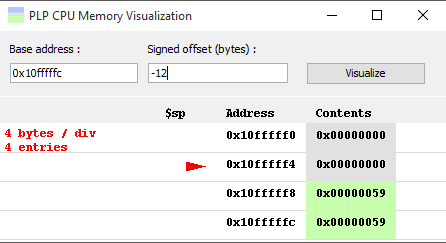 PLP CPU Memory Visualization
Base address : Signed offset (bytes) :
0x10fffffc -12 Visualize
$sp Address Contents
4 bytes / div
4 entries
0x10fffff0 0x00000000
0x10fffff4 0x00000000
0x10fffff8 0x00000059
0x10fffffc 0x00000059